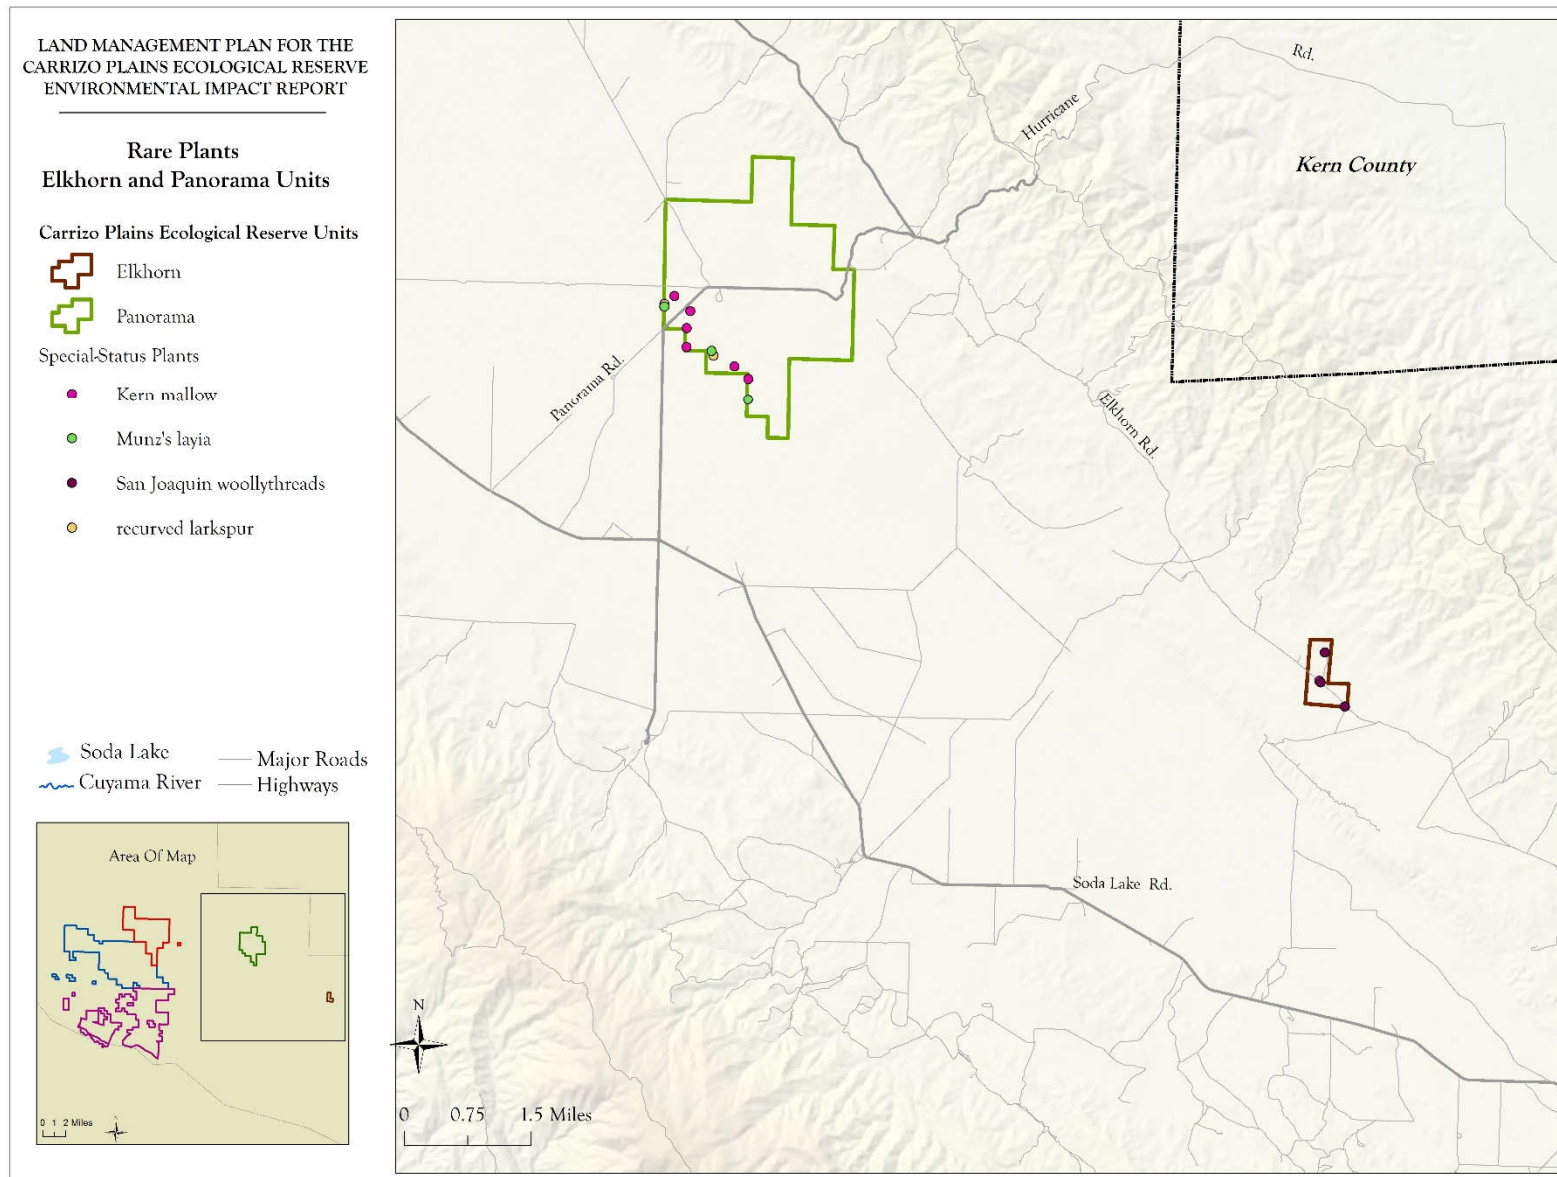 LAND MANAGEMENT PLAN FOR THE
CARRIZO PLAINS ECOLOGICAL RESERVE
ENVIRONMENTAL IMPACT REPORT
Rare Plants
Elkhorn and Panorama Units
Carrizo Plains Ecological Reserve Units
Elkhorn
Panorama
Special-Status Plants
Kern mallow
Munz's layia
San Joaquin woollythreads
recurved larkspur
Soda Lake
Major Roads
Cuyama River
Highways
Area Of Map
0 1 2 Miles
Rd.
Hurricane
Kern County
Panorama Rd.
Elkhorn Rd.
Soda Lake Rd.
N
0 0.75 1.5 Miles